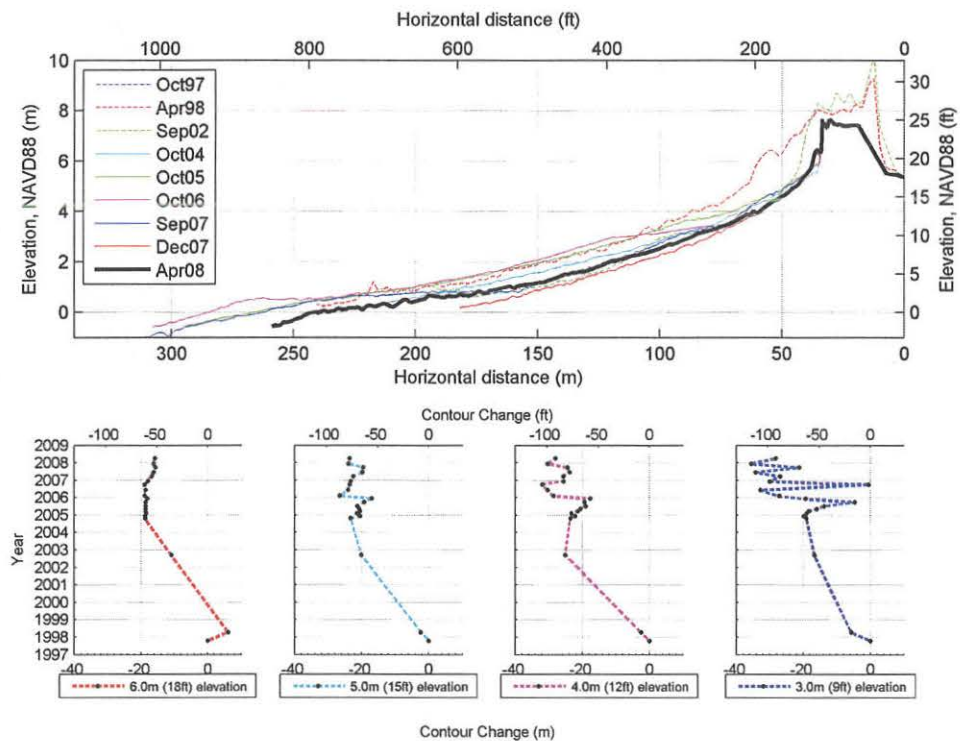 Horizontal distance (ft)
1000 800 600 400 200 0
Elevation, NAVD88 (m)
10
8
6
4
2
0
Oct97
Apr98
Sep02
Oct04
Oct05
Oct06
Sep07
Dec07
Apr08
30
25
20
15
10
5
0
Elevation, NAVD88 (ft)
300 250 200 150 100 50 0
Horizontal distance (m)
Contour Change (ft)
-100 -50 0 -100 -50 0 -100 -50 0 -100 -50 0
Year
2009
2008
2007
2006
2005
2003
2002
2001
2000
1999
1998
1997
-40 -20 0 -40 -20 0 -40 -20 0 -40 -20 0
6.0m (18ft) elevation
5.0m (15ft) elevation
4.0m (12ft) elevation
3.0m (9ft) elevation
Contour Change (m)